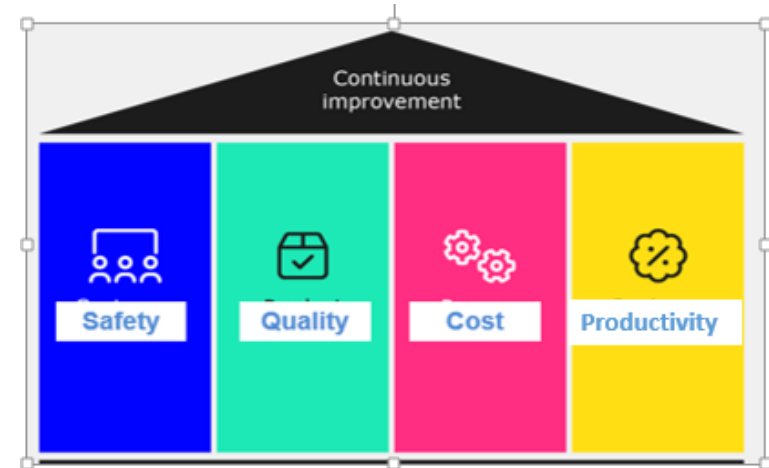 Continuous
improvement
Safety
Quality
Cost
Productivity